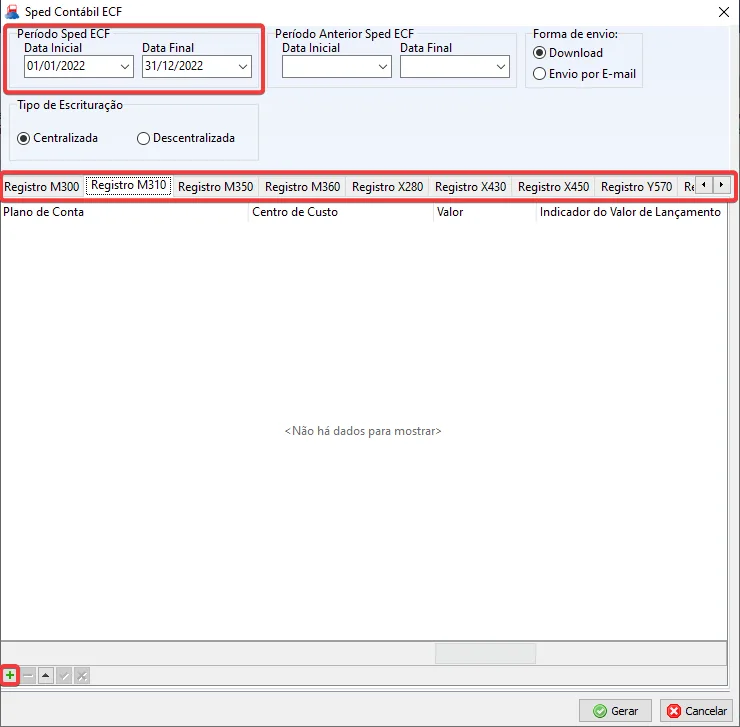 Sped Contábil ECF
Período Sped ECF
Data Inicial Data Final
01/01/2022 31/12/2022
Período Anterior Sped ECF
Data Inicial Data Final
Forma de envio:
Download
Envio por E-mail
Tipo de Escrituração
Centralizada Descentralizada
Registro M300 Registro M310 Registro M350 Registro M360 Registro X280 Registro X430 Registro X450 Registro Y570
Plano de Conta Centro de Custo Valor Indicador do Valor de Lançamento
<Não há dados para mostrar>
Gerar Cancelar